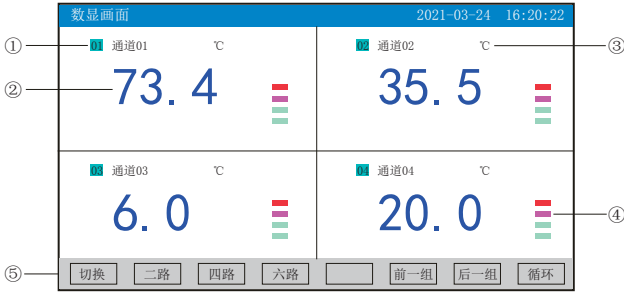 数显画面 2021-03-24 16:20:22
① 01 通道01 ℃ 02 通道02 ℃ ③
② 73.4 35.5
03 通道03 ℃ 04 通道04 ℃
6.0 20.0 ④
⑤ 切换 二路 四路 六路 前一组 后一组 循环